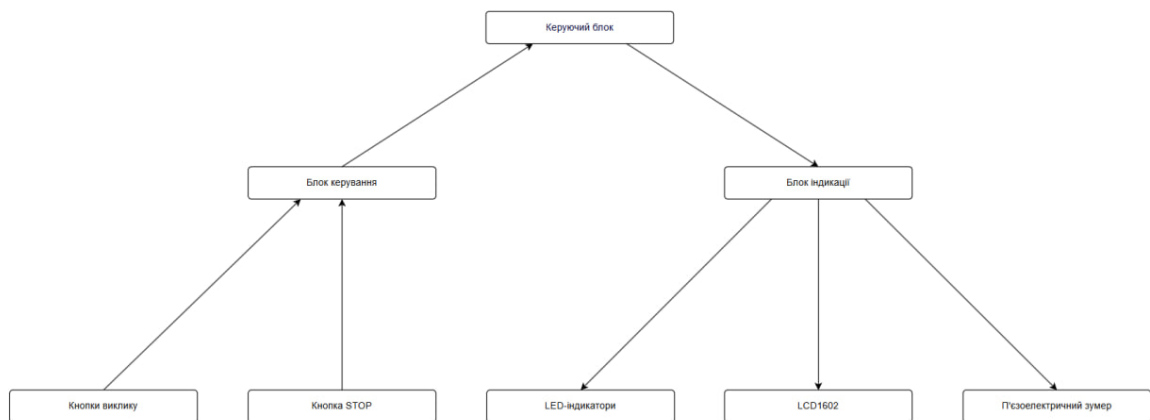 Керуючий блок
Блок керування
Блок індикації
Кнопки виклику
Кнопка STOP
LED-індикатори
LCD1602
П'єзоелектричний зумер